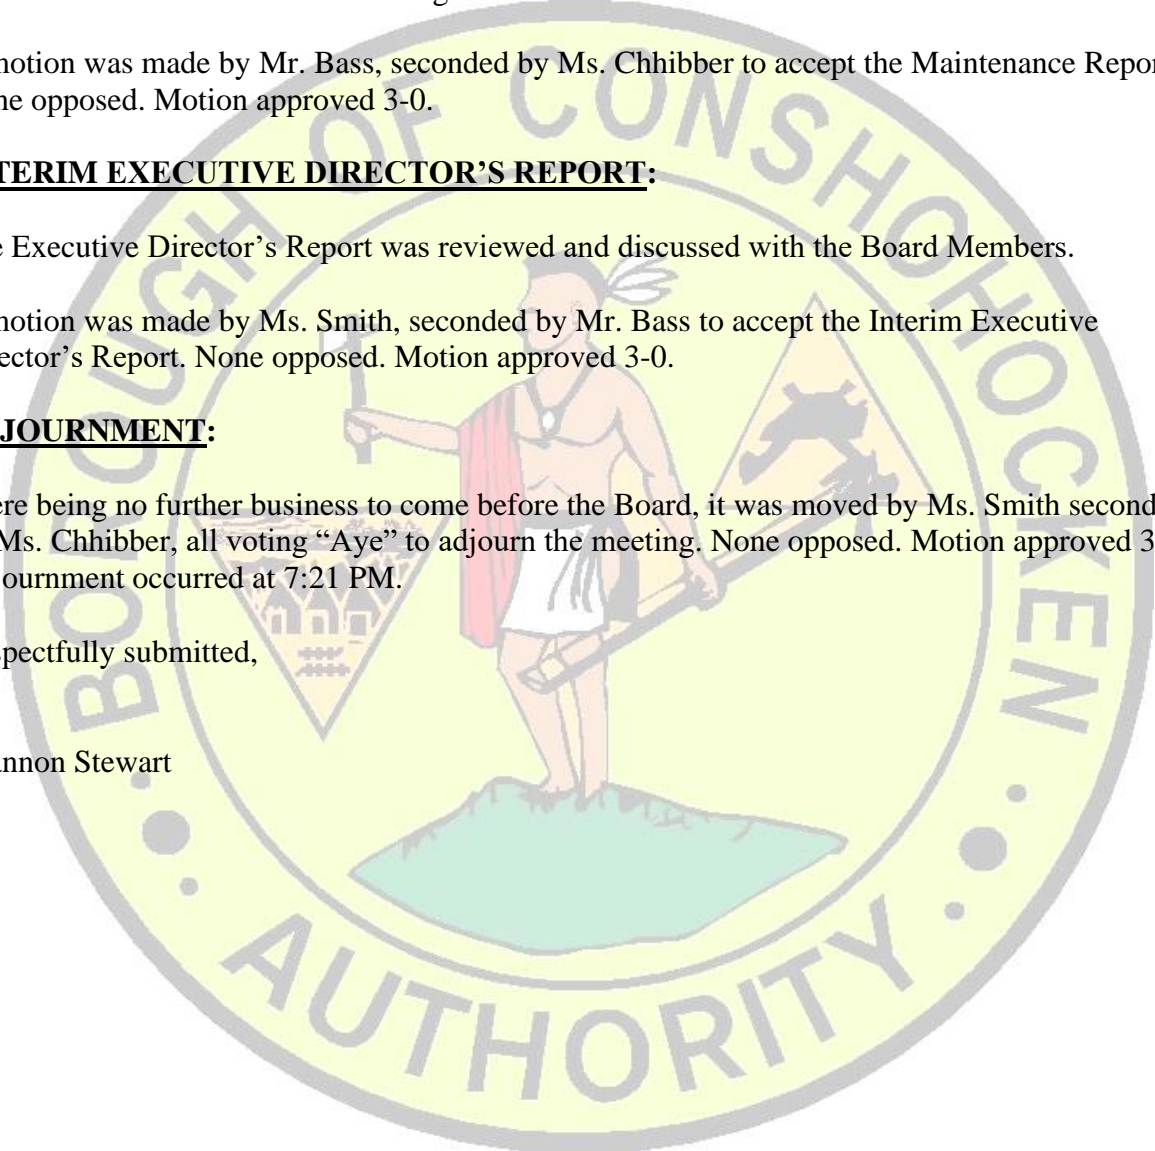 notion was made by Mr. Bass, seconded by Ms. Chhibber to accept the Maintenance Repor
ne opposed. Motion approved 3-0.
TERIM EXECUTIVE DIRECTOR’S REPORT:
e Executive Director’s Report was reviewed and discussed with the Board Members.
notion was made by Ms. Smith, seconded by Mr. Bass to accept the Interim Executive
ector’s Report. None opposed. Motion approved 3-0.
JOURNMENT:
ere being no further business to come before the Board, it was moved by Ms. Smith second
Ms. Chhibber, all voting “Aye” to adjourn the meeting. None opposed. Motion approved 3
journment occurred at 7:21 PM.
spectfully submitted,
nnon Stewart
BOROUGH OF CONSHOHOCKEN
AUTHORITY